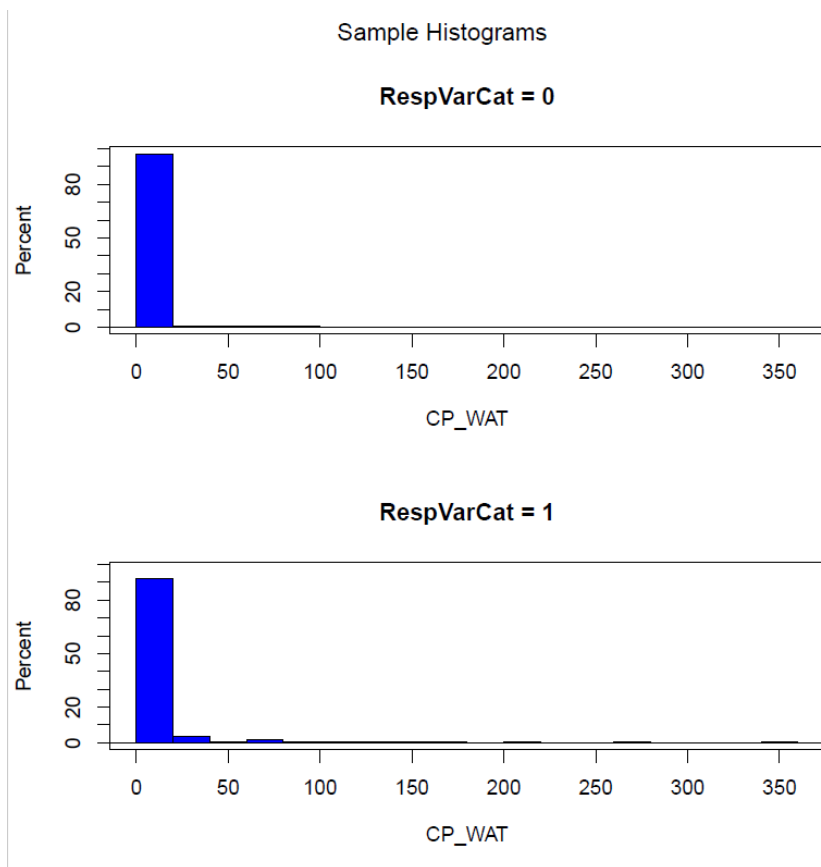 Sample Histograms
RespVarCat = 0
Percent
80
50
20
0
0 50 100 150 200 250 300 350
CP_WAT
RespVarCat = 1
Percent
80
50
20
0
0 50 100 150 200 250 300 350
CP_WAT